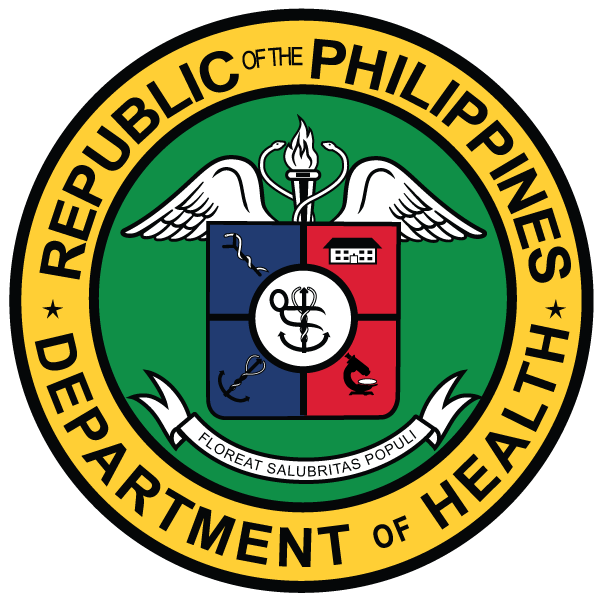 REPUBLIC OF THE PHILIPPINES
DEPARTMENT OF HEALTH
FLOREAT SALUBRITAS POPULI